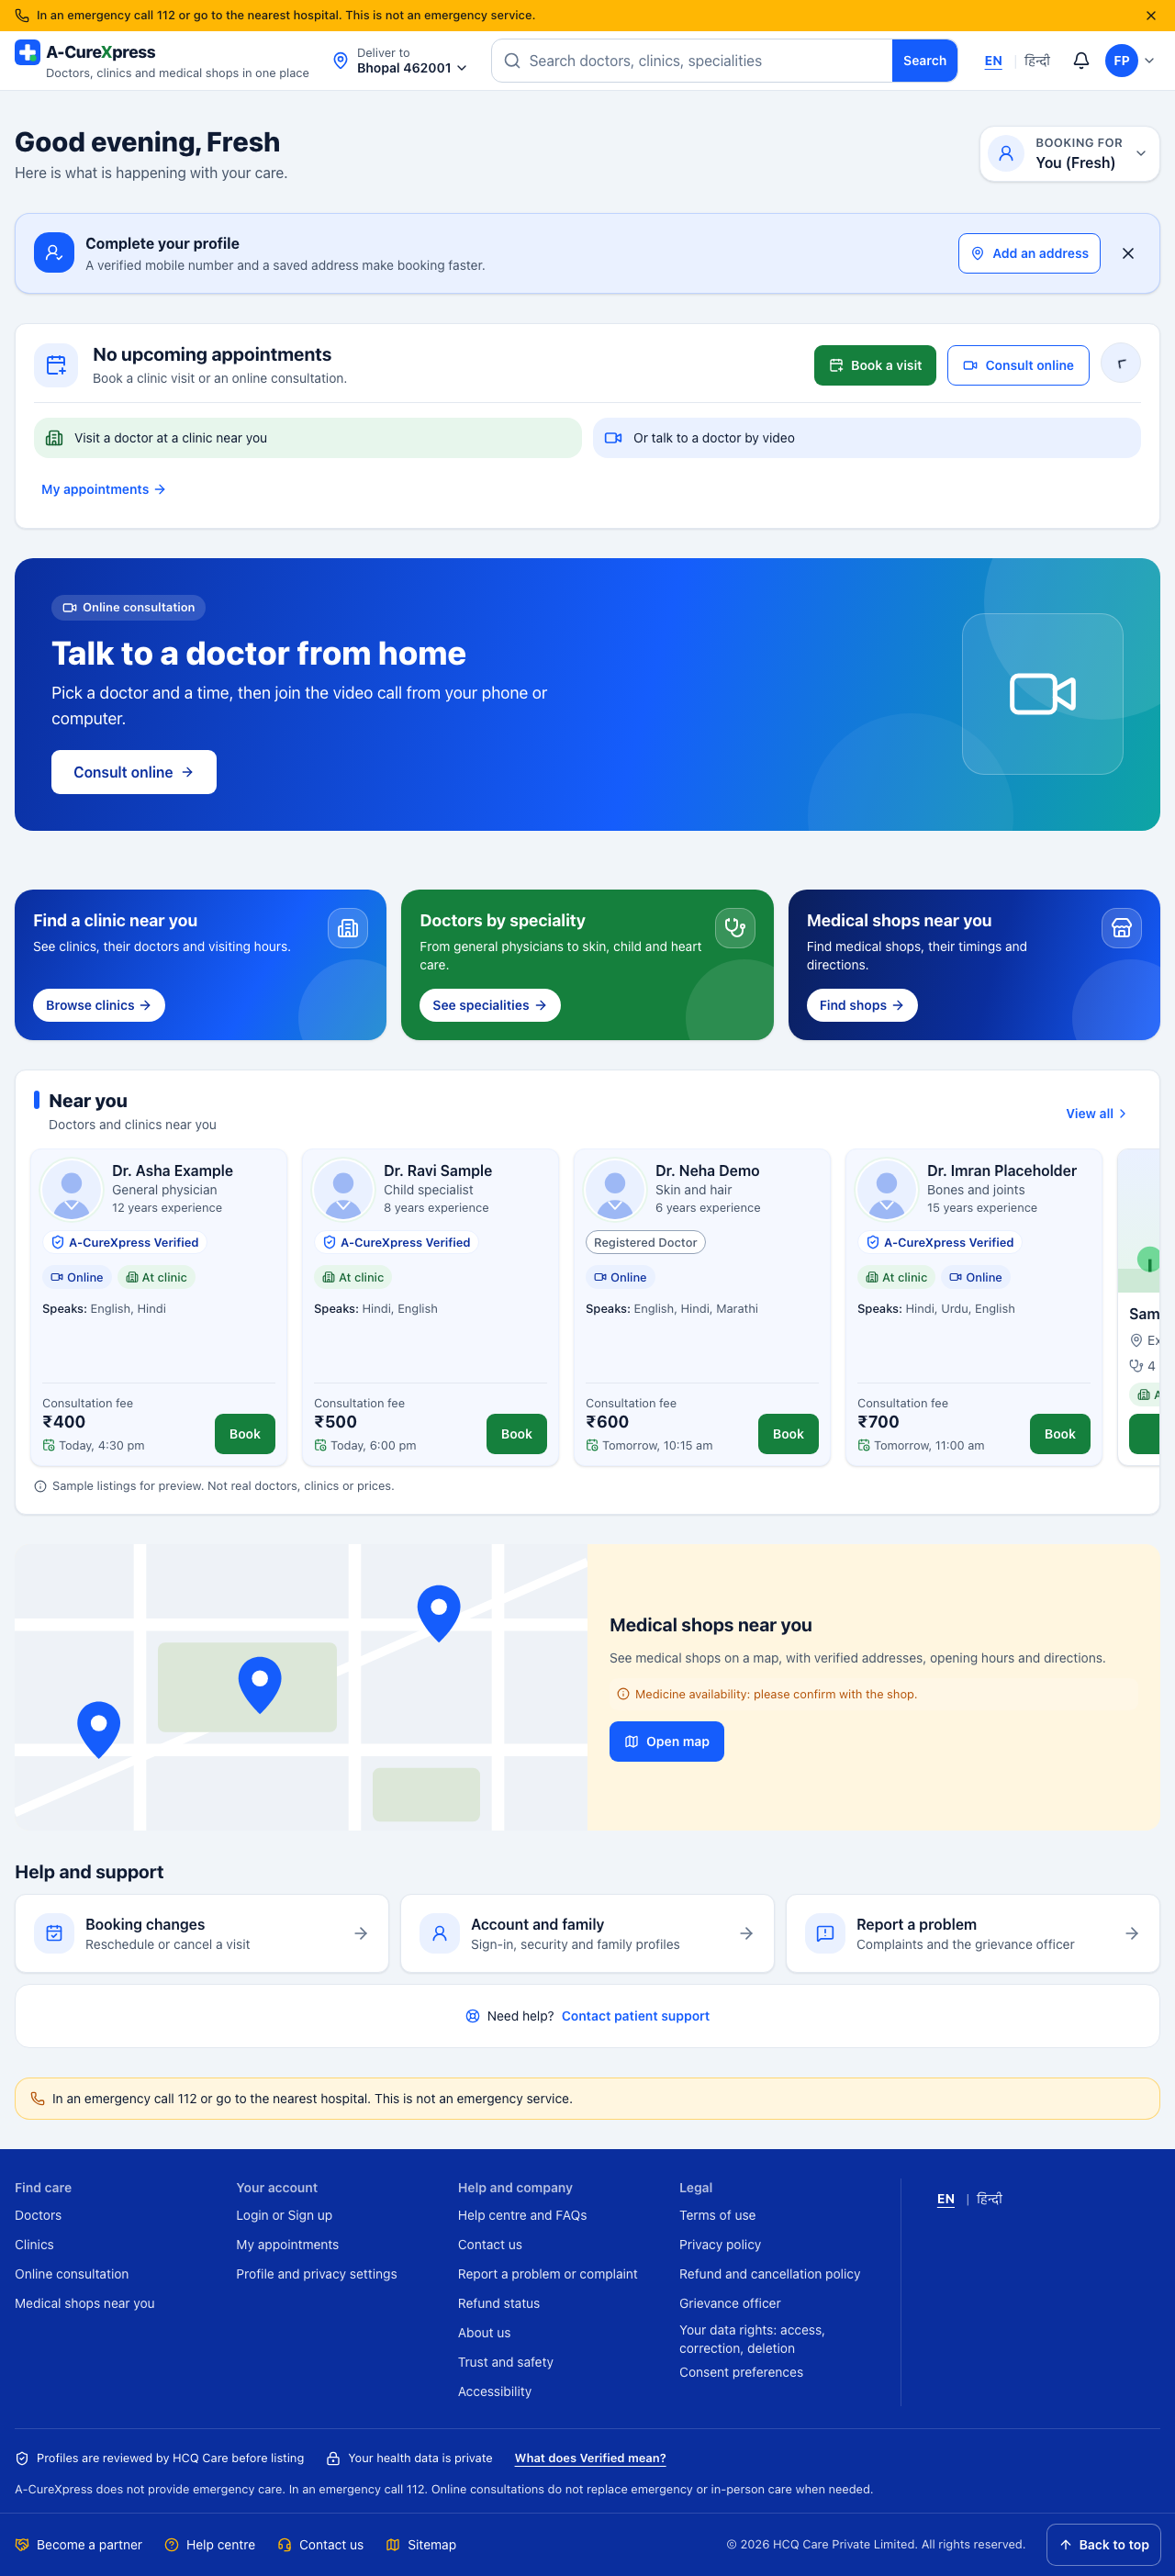 In an emergency call 112 or go to the nearest hospital. This is not an emergency service.
A-CureXpress
Doctors, clinics and medical shops in one place
Deliver to
Bhopal 462001
Search doctors, clinics, specialities
Search
EN | हिन्दी
FP
Good evening, Fresh
Here is what is happening with your care.
BOOKING FOR
You (Fresh)
Complete your profile
A verified mobile number and a saved address make booking faster.
Add an address
No upcoming appointments
Book a clinic visit or an online consultation.
Book a visit
Consult online
Visit a doctor at a clinic near you
Or talk to a doctor by video
My appointments
Online consultation
Talk to a doctor from home
Pick a doctor and a time, then join the video call from your phone or
computer.
Consult online
Find a clinic near you
See clinics, their doctors and visiting hours.
Browse clinics
Doctors by speciality
From general physicians to skin, child and heart
care.
See specialities
Medical shops near you
Find medical shops, their timings and
directions.
Find shops
Near you
Doctors and clinics near you
View all
Dr. Asha Example
General physician
12 years experience
A-CureXpress Verified
Online
At clinic
Speaks: English, Hindi
Consultation fee
₹400
Today, 4:30 pm
Book
Dr. Ravi Sample
Child specialist
8 years experience
A-CureXpress Verified
At clinic
Speaks: Hindi, English
Consultation fee
₹500
Today, 6:00 pm
Book
Dr. Neha Demo
Skin and hair
6 years experience
Registered Doctor
Online
Speaks: English, Hindi, Marathi
Consultation fee
₹600
Tomorrow, 10:15 am
Book
Dr. Imran Placeholder
Bones and joints
15 years experience
A-CureXpress Verified
At clinic
Online
Speaks: Hindi, Urdu, English
Consultation fee
₹700
Tomorrow, 11:00 am
Book
Sam
Ex
4
Sample listings for preview. Not real doctors, clinics or prices.
Medical shops near you
See medical shops on a map, with verified addresses, opening hours and directions.
Medicine availability: please confirm with the shop.
Open map
Help and support
Booking changes
Reschedule or cancel a visit
Account and family
Sign-in, security and family profiles
Report a problem
Complaints and the grievance officer
Need help? Contact patient support
In an emergency call 112 or go to the nearest hospital. This is not an emergency service.
Find care
Doctors
Clinics
Online consultation
Medical shops near you
Your account
Login or Sign up
My appointments
Profile and privacy settings
Help and company
Help centre and FAQs
Contact us
Report a problem or complaint
Refund status
About us
Trust and safety
Accessibility
Legal
Terms of use
Privacy policy
Refund and cancellation policy
Grievance officer
Your data rights: access,
correction, deletion
Consent preferences
EN | हिन्दी
Profiles are reviewed by HCQ Care before listing
Your health data is private
What does Verified mean?
A-CureXpress does not provide emergency care. In an emergency call 112. Online consultations do not replace emergency or in-person care when needed.
Become a partner
Help centre
Contact us
Sitemap
© 2026 HCQ Care Private Limited. All rights reserved.
Back to top